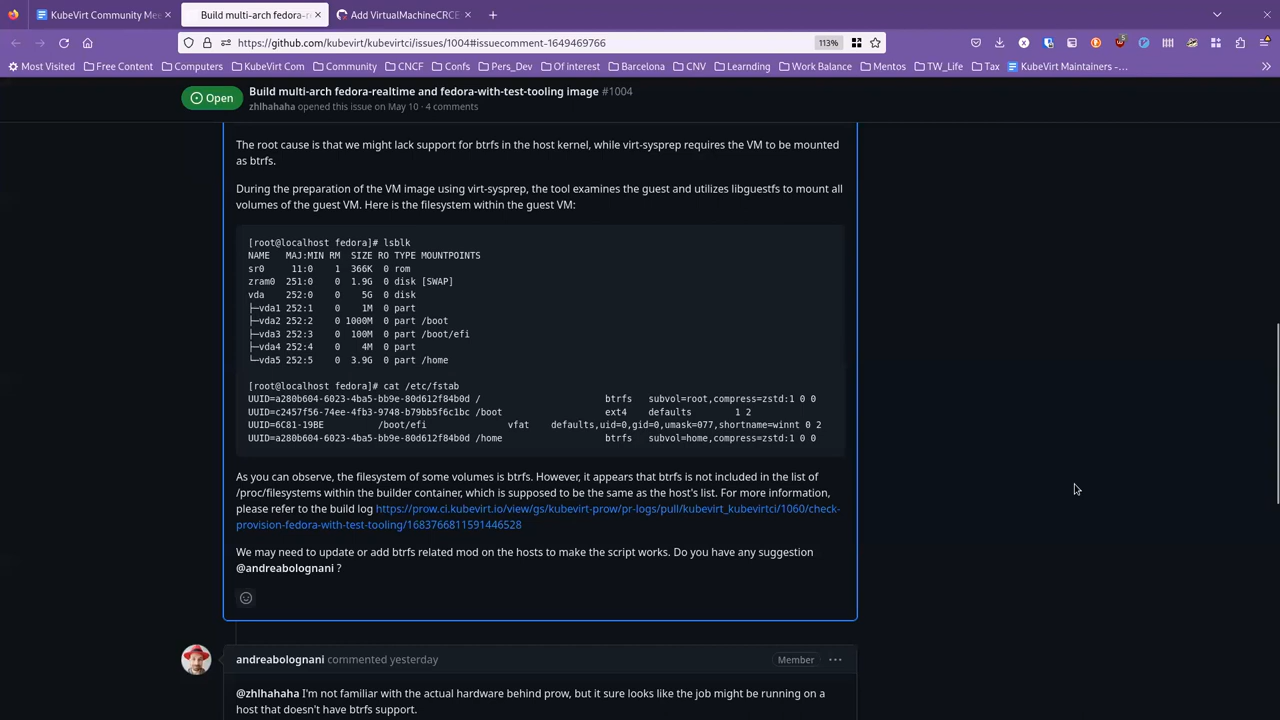 KubeVirt Community Mee
Build multi-arch fedora-r
Add VirtualMachineCRCE
https://github.com/kubevirt/kubevirtci/issues/1004#issuecomment-1649469766
113%
Most Visited
Free Content
Computers
KubeVirt Com
Community
CNCF
Confs
Pers_Dev
Of interest
Barcelona
CNV
Learnding
Work Balance
Mentos
TW_Life
Tax
KubeVirt Maintainers –…
Open
Build multi-arch fedora-realtime and fedora-with-test-tooling image #1004
zhlhahaha opened this issue on May 10 · 4 comments
The root cause is that we might lack support for btrfs in the host kernel, while virt-sysprep requires the VM to be mounted
as btrfs.
During the preparation of the VM image using virt-sysprep, the tool examines the guest and utilizes libguestfs to mount all
volumes of the guest VM. Here is the filesystem within the guest VM:
[root@localhost fedora]# lsblk
NAME MAJ:MIN RM SIZE RO TYPE MOUNTPOINTS
sr0 11:0 1 366K 0 rom
zram0 251:0 0 1.9G 0 disk [SWAP]
vda 252:0 0 5G 0 disk
├─vda1 252:1 0 1M 0 part
├─vda2 252:2 0 1000M 0 part /boot
├─vda3 252:3 0 100M 0 part /boot/efi
├─vda4 252:4 0 4M 0 part
└─vda5 252:5 0 3.9G 0 part /home
[root@localhost fedora]# cat /etc/fstab
UUID=a280b604-6023-4ba5-bb9e-80d612f84b0d / btrfs subvol=root,compress=zstd:1 0 0
UUID=c2457f56-74ee-4fb3-9748-b79bb5f6c1bc /boot ext4 defaults 1 2
UUID=6C81-19BE /boot/efi vfat defaults,uid=0,gid=0,umask=077,shortname=winnt 0 2
UUID=a280b604-6023-4ba5-bb9e-80d612f84b0d /home btrfs subvol=home,compress=zstd:1 0 0
As you can observe, the filesystem of some volumes is btrfs. However, it appears that btrfs is not included in the list of
/proc/filesystems within the builder container, which is supposed to be the same as the host's list. For more information,
please refer to the build log https://prow.ci.kubevirt.io/view/gs/kubevirt-prow/pr-logs/pull/kubevirt_kubevirtci/1060/check-
provision-fedora-with-test-tooling/1683766811591446528
We may need to update or add btrfs related mod on the hosts to make the script works. Do you have any suggestion
@andreabolognani ?
andreabolognani commented yesterday
Member
@zhlhahaha I'm not familiar with the actual hardware behind prow, but it sure looks like the job might be running on a
host that doesn't have btrfs support.